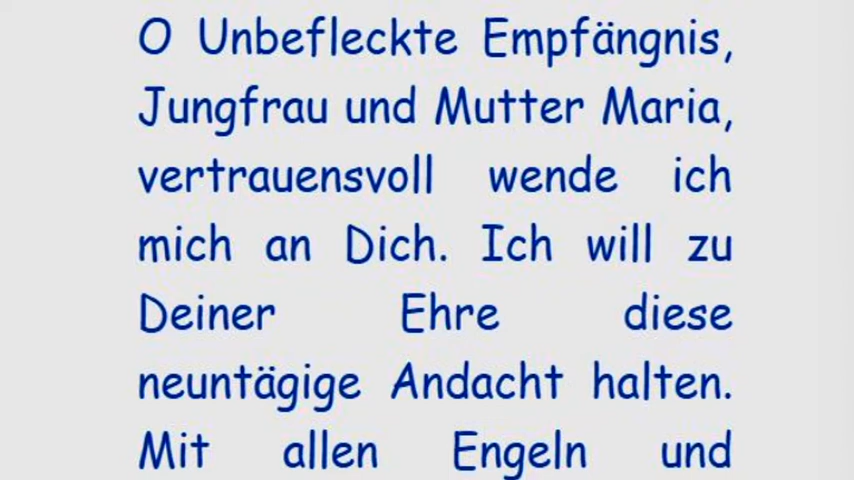 O Unbefleckte Empfängnis,
Jungfrau und Mutter Maria,
vertrauensvoll wende ich
mich an Dich. Ich will zu
Deiner Ehre diese
neuntägige Andacht halten.
Mit allen Engeln und